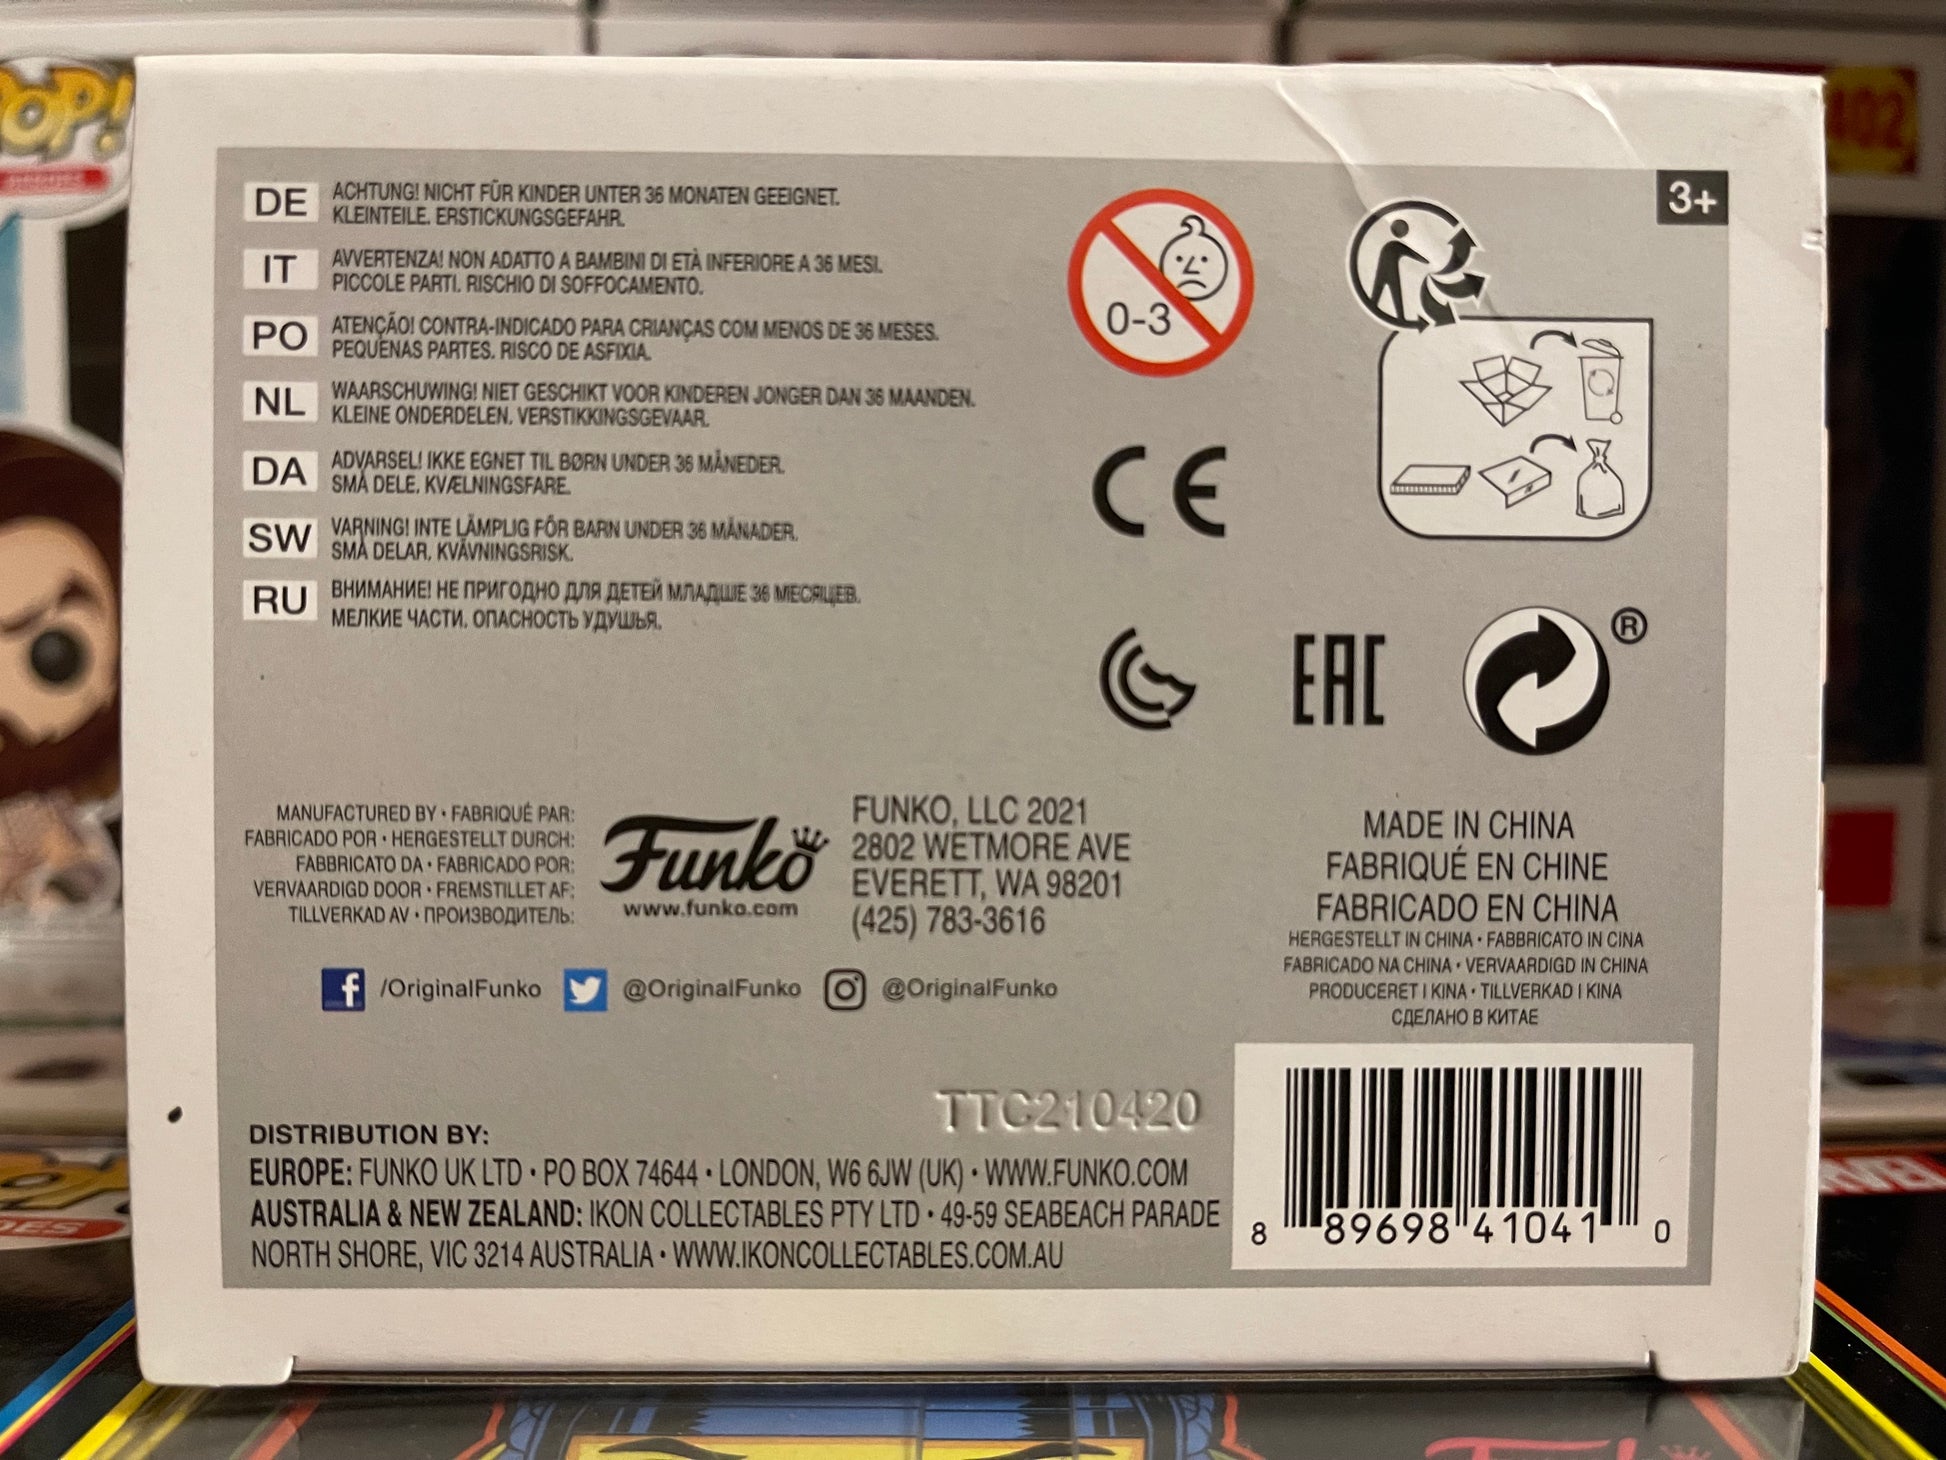 POP!
402
3+
DE
ACHTUNG! NICHT FÜR KINDER UNTER 36 MONATEN GEEIGNET.
KLEINTEILE. ERSTICKUNGSGEFAHR.
IT
AVVERTENZA! NON ADATTO A BAMBINI DI ETÀ INFERIORE A 36 MESI.
PICCOLE PARTI. RISCHIO DI SOFFOCAMENTO.
PO
ATENÇÃO! CONTRA-INDICADO PARA CRIANÇAS COM MENOS DE 36 MESES.
PEQUENAS PARTES. RISCO DE ASFIXIA.
NL
WAARSCHUWING! NIET GESCHIKT VOOR KINDEREN JONGER DAN 36 MAANDEN.
KLEINE ONDERDELEN. VERSTIKKINGSGEVAAR.
DA
ADVARSEL! IKKE EGNET TIL BØRN UNDER 36 MÅNEDER.
SMÅ DELE. KVÆLNINGSFARE.
SW
VARNING! INTE LÄMPLIG FÖR BARN UNDER 36 MÅNADER.
SMÅ DELAR. KVÄVNINGSRISK.
RU
ВНИМАНИЕ! НЕ ПРИГОДНО ДЛЯ ДЕТЕЙ МЛАДШЕ 36 МЕСЯЦЕВ.
МЕЛКИЕ ЧАСТИ. ОПАСНОСТЬ УДУШЬЯ.
0-3
CE
EAC
®
MANUFACTURED BY • FABRIQUÉ PAR:
FABRICADO POR • HERGESTELLT DURCH:
FABBRICATO DA • FABRICADO POR:
VERVAARDIGD DOOR • FREMSTILLET AF:
TILLVERKAD AV • ПРОИЗВОДИТЕЛЬ:
Funko
www.funko.com
FUNKO, LLC 2021
2802 WETMORE AVE
EVERETT, WA 98201
(425) 783-3616
MADE IN CHINA
FABRIQUÉ EN CHINE
FABRICADO EN CHINA
HERGESTELLT IN CHINA • FABBRICATO IN CINA
FABRICADO NA CHINA • VERVAARDIGD IN CHINA
PRODUCERET I KINA • TILLVERKAD I KINA
СДЕЛАНО В КИТАЕ
f /OriginalFunko @OriginalFunko @OriginalFunko
TTC210420
DISTRIBUTION BY:
EUROPE: FUNKO UK LTD • PO BOX 74644 • LONDON, W6 6JW (UK) • WWW.FUNKO.COM
AUSTRALIA & NEW ZEALAND: IKON COLLECTABLES PTY LTD • 49-59 SEABEACH PARADE
NORTH SHORE, VIC 3214 AUSTRALIA • WWW.IKONCOLLECTABLES.COM.AU
8 89698 41041 0